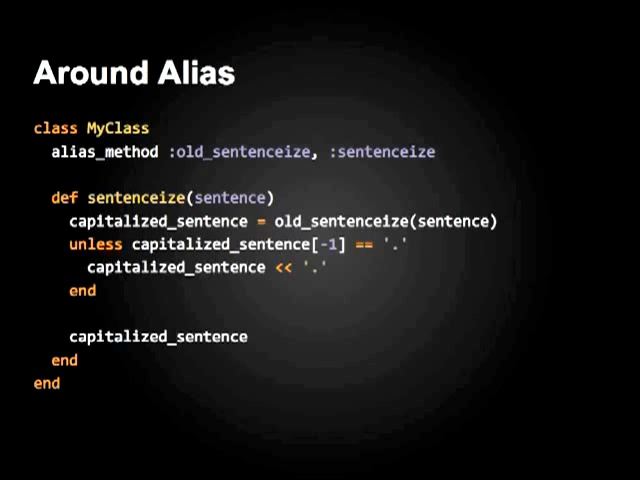 Around Alias
class MyClass
  alias_method :old_sentenceize, :sentenceize
  def sentenceize(sentence)
    capitalized_sentence = old_sentenceize(sentence)
    unless capitalized_sentence[-1] == '.'
      capitalized_sentence << '.'
    end
    capitalized_sentence
  end
end